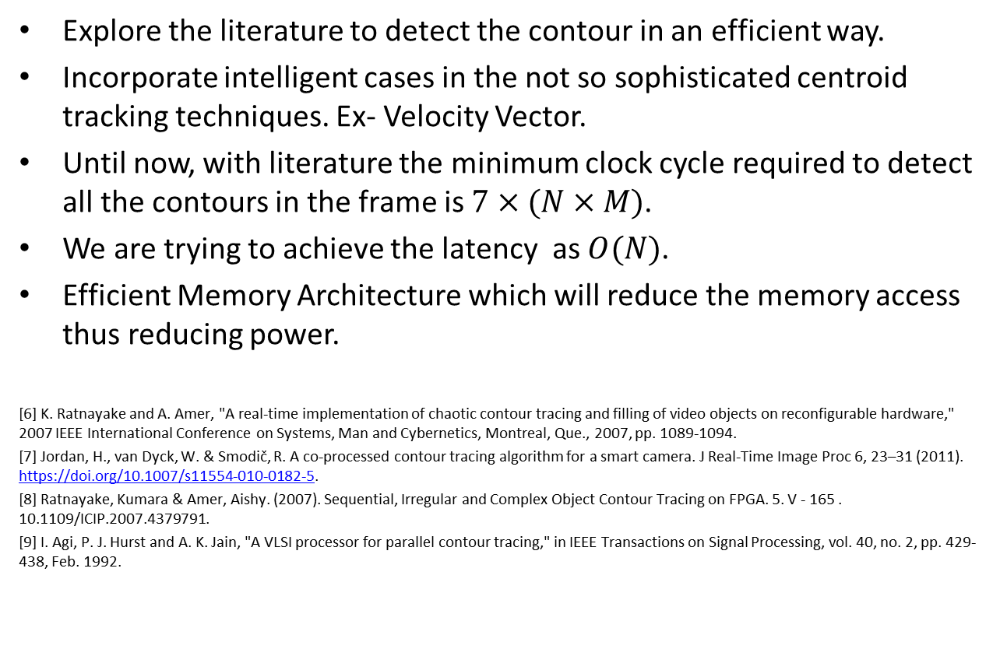 • Explore the literature to detect the contour in an efficient way.
• Incorporate intelligent cases in the not so sophisticated centroid
tracking techniques. Ex- Velocity Vector.
• Until now, with literature the minimum clock cycle required to detect
all the contours in the frame is 7 × (N × M).
• We are trying to achieve the latency as O(N).
• Efficient Memory Architecture which will reduce the memory access
thus reducing power.
[6] K. Ratnayake and A. Amer, "A real-time implementation of chaotic contour tracing and filling of video objects on reconfigurable hardware,"
2007 IEEE International Conference on Systems, Man and Cybernetics, Montreal, Que., 2007, pp. 1089-1094.
[7] Jordan, H., van Dyck, W. & Smodič, R. A co-processed contour tracing algorithm for a smart camera. J Real-Time Image Proc 6, 23–31 (2011).
https://doi.org/10.1007/s11554-010-0182-5.
[8] Ratnayake, Kumara & Amer, Aishy. (2007). Sequential, Irregular and Complex Object Contour Tracing on FPGA. 5. V - 165 .
10.1109/ICIP.2007.4379791.
[9] I. Agi, P. J. Hurst and A. K. Jain, "A VLSI processor for parallel contour tracing," in IEEE Transactions on Signal Processing, vol. 40, no. 2, pp. 429-
438, Feb. 1992.